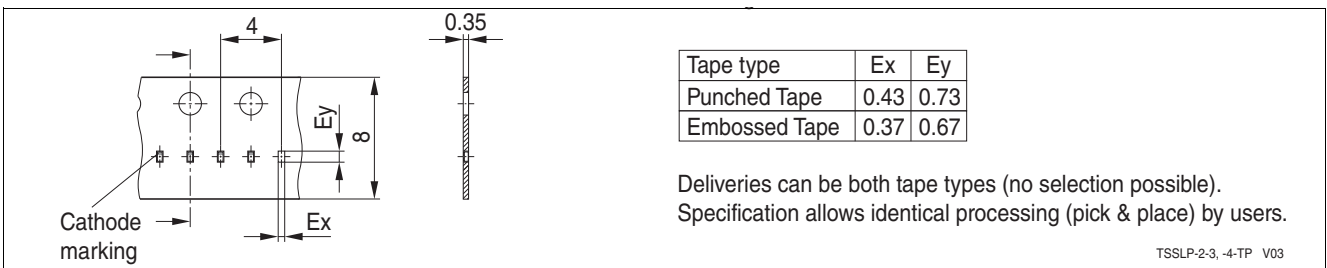 4
0.35
Ey
8
Cathode
marking
Ex
Tape type Ex Ey
Punched Tape 0.43 0.73
Embossed Tape 0.37 0.67
Deliveries can be both tape types (no selection possible).
Specification allows identical processing (pick & place) by users.
TSSLP-2-3, -4-TP V03